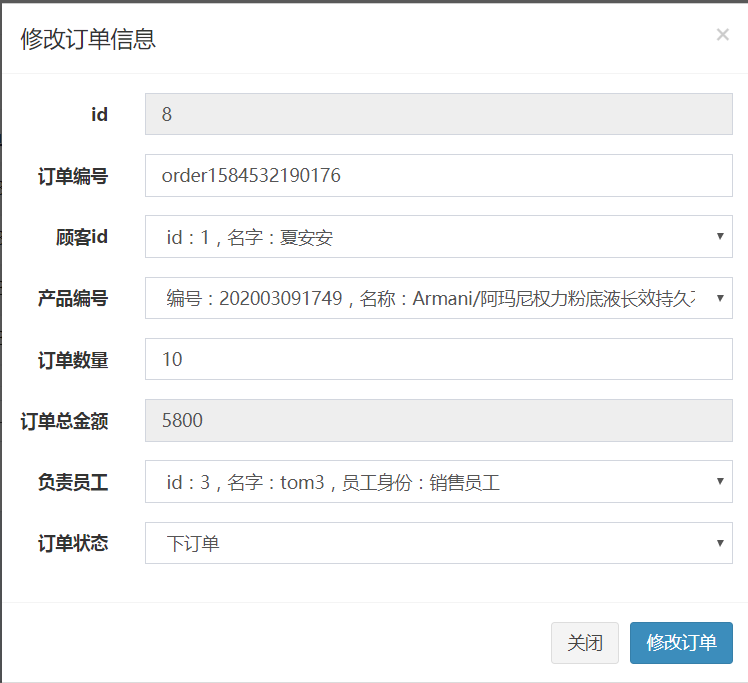 修改订单信息 ×
id 8
订单编号 order1584532190176
顾客id id：1，名字：夏安安
产品编号 编号：202003091749，名称：Armani/阿玛尼权力粉底液长效持久
订单数量 10
订单总金额 5800
负责员工 id：3，名字：tom3，员工身份：销售员工
订单状态 下订单
关闭 修改订单